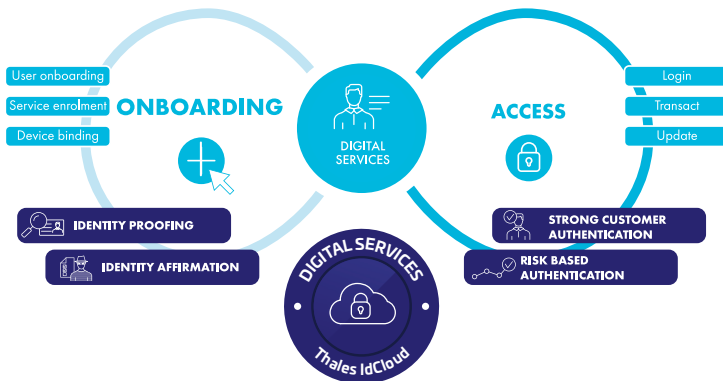 User onboarding
Service enrolment
Device binding
ONBOARDING
DIGITAL
SERVICES
ACCESS
Login
Transact
Update
IDENTITY PROOFING
IDENTITY AFFIRMATION
STRONG CUSTOMER
AUTHENTICATION
RISK BASED
AUTHENTICATION
DIGITAL SERVICES
Thales IdCloud